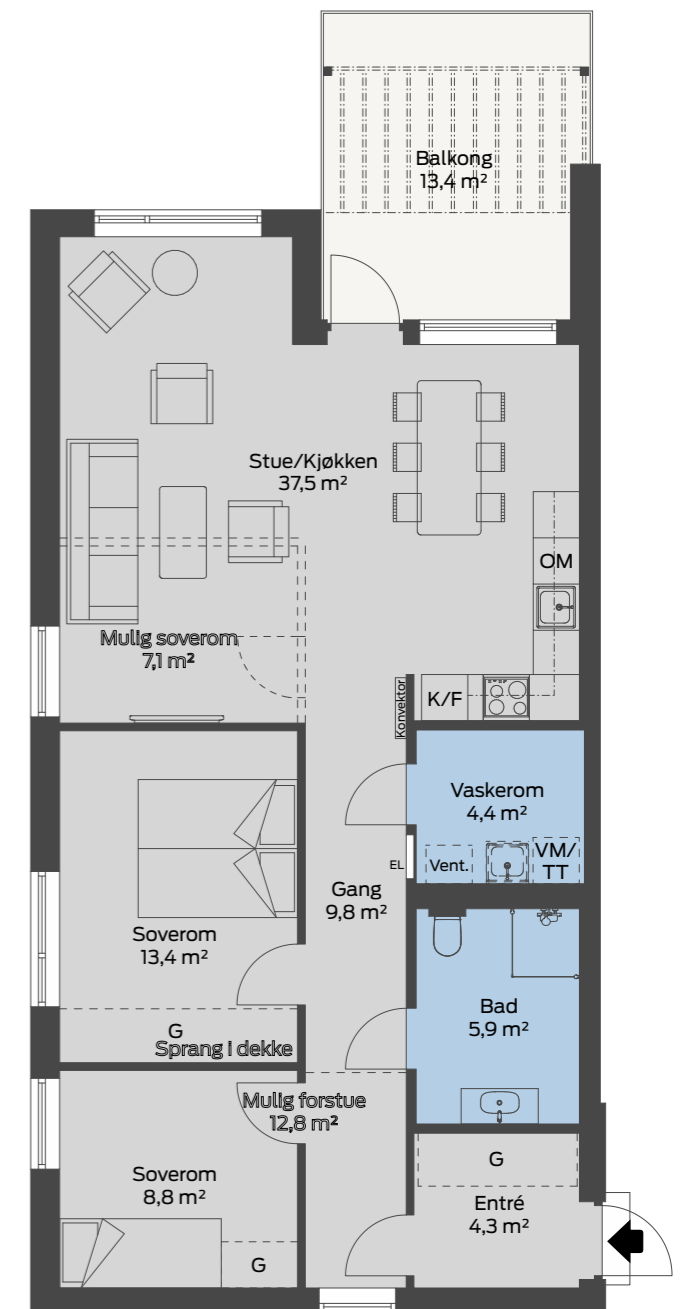 Balkong
13,4 m²
Stue/Kjøkken
37,5 m²
OM
Mulig soverom
7,1 m²
Konvektor
K/F
Vaskerom
4,4 m²
EL
Vent.
VM/
TT
Gang
9,8 m²
Soverom
13,4 m²
G
Sprang i dekke
Bad
5,9 m²
Mulig forstue
12,8 m²
Soverom
8,8 m²
G
G
Entré
4,3 m²